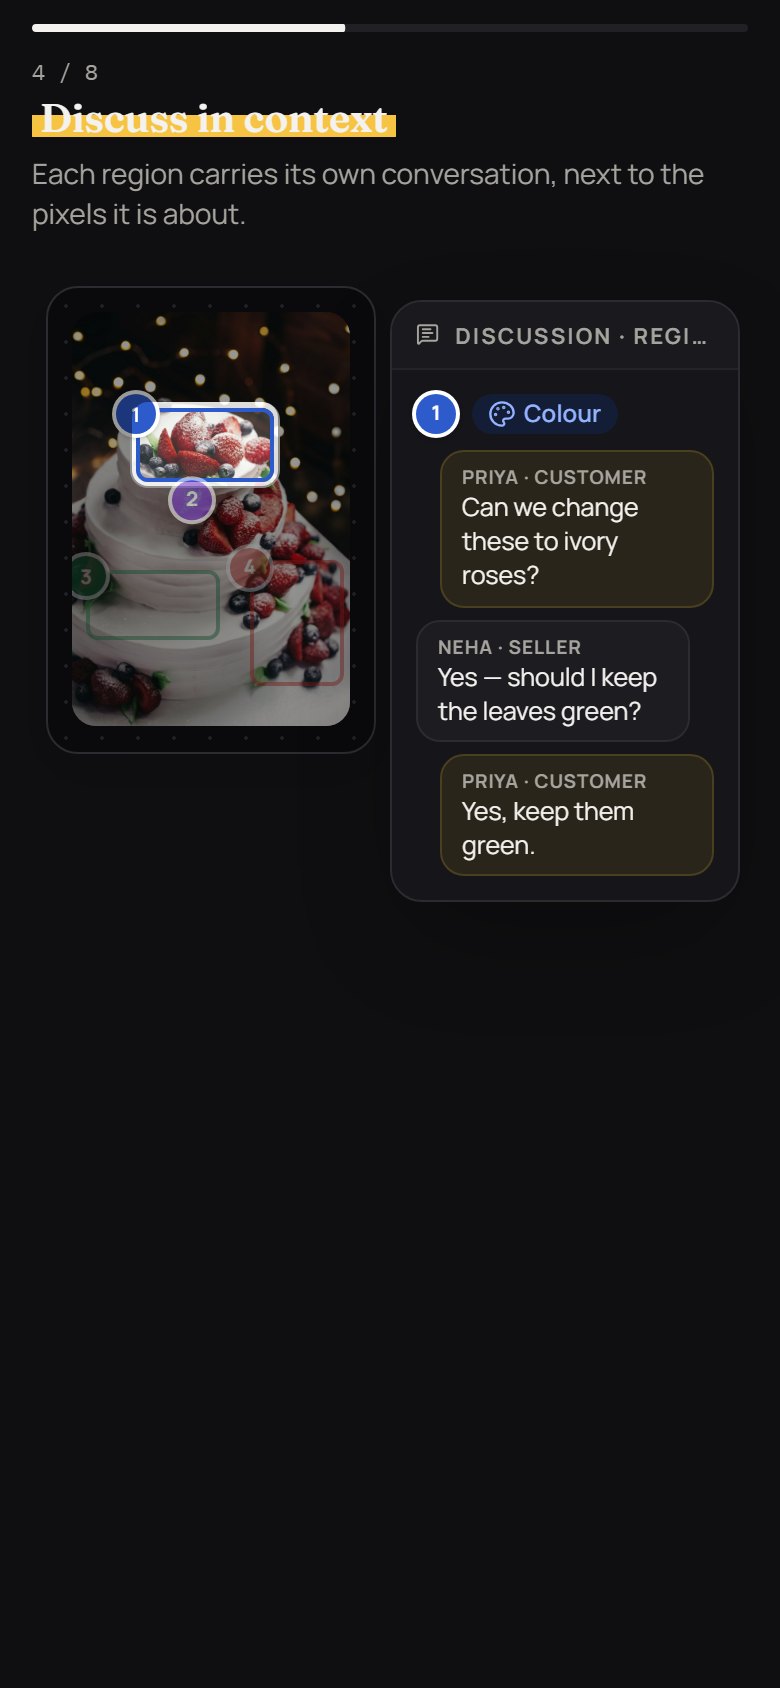 4 / 8
Discuss in context
Each region carries its own conversation, next to the
pixels it is about.
1
2
3
4
DISCUSSION · REGI…
1 Colour
PRIYA · CUSTOMER
Can we change
these to ivory
roses?
NEHA · SELLER
Yes — should I keep
the leaves green?
PRIYA · CUSTOMER
Yes, keep them
green.